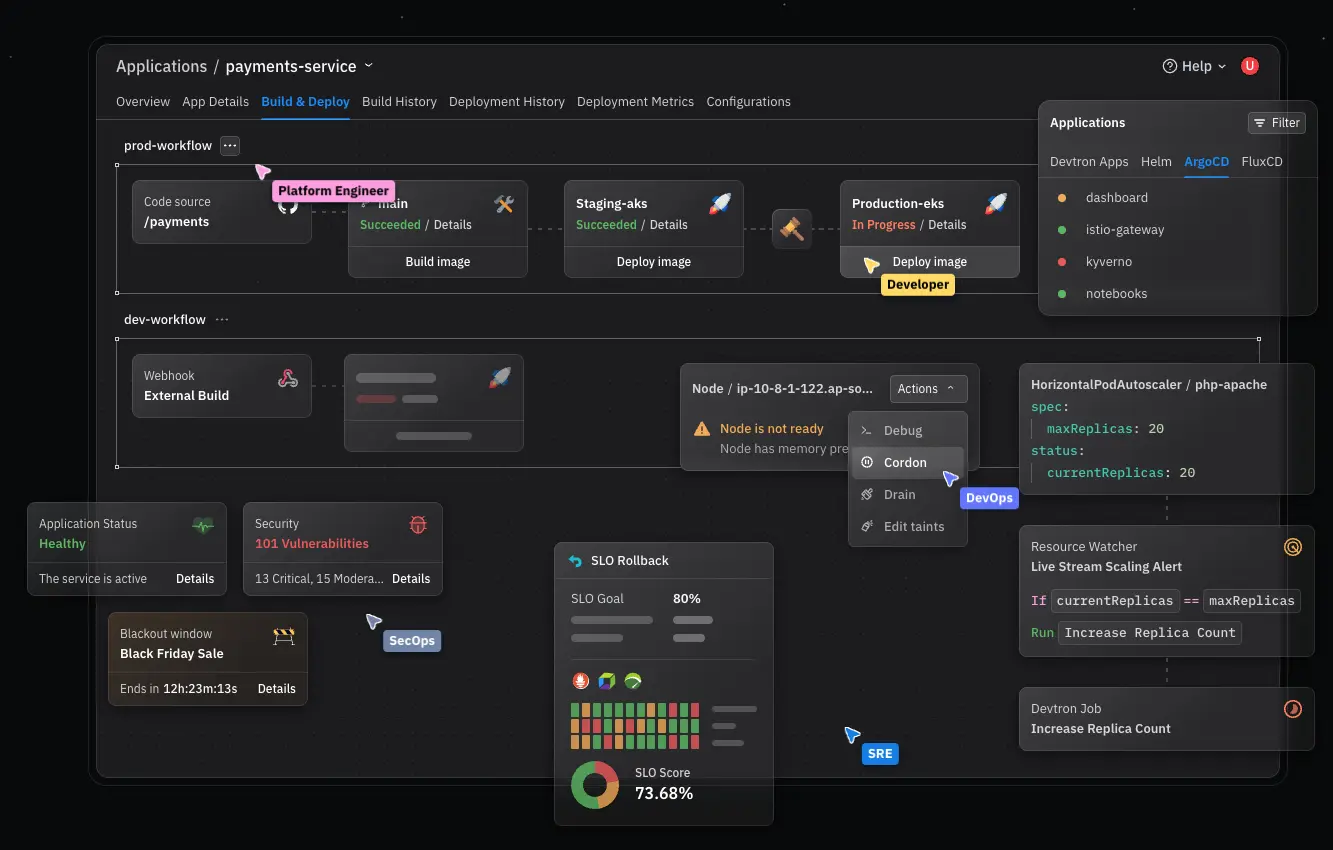 Applications / payments-service
Help
U
Overview
App Details
Build & Deploy
Build History
Deployment History
Deployment Metrics
Configurations
prod-workflow
Platform Engineer
Code source
/payments
main
Succeeded / Details
Build image
Staging-aks
Succeeded / Details
Deploy image
Production-eks
In Progress / Details
Deploy image
Developer
Applications
Filter
Devtron Apps
Helm
ArgoCD
FluxCD
dashboard
istio-gateway
kyverno
notebooks
dev-workflow
Webhook
External Build
Node / ip-10-8-1-122.ap-so...
Actions
Node is not ready
Node has memory pre
Debug
Cordon
Drain
Edit taints
DevOps
HorizontalPodAutoscaler / php-apache
spec:
maxReplicas: 20
status:
currentReplicas: 20
Resource Watcher
Live Stream Scaling Alert
If currentReplicas == maxReplicas
Run Increase Replica Count
Devtron Job
Increase Replica Count
Application Status
Healthy
The service is active
Details
Security
101 Vulnerabilities
13 Critical, 15 Modera...
Details
Blackout window
Black Friday Sale
Ends in 12h:23m:13s
Details
SecOps
SLO Rollback
SLO Goal
80%
SLO Score
73.68%
SRE